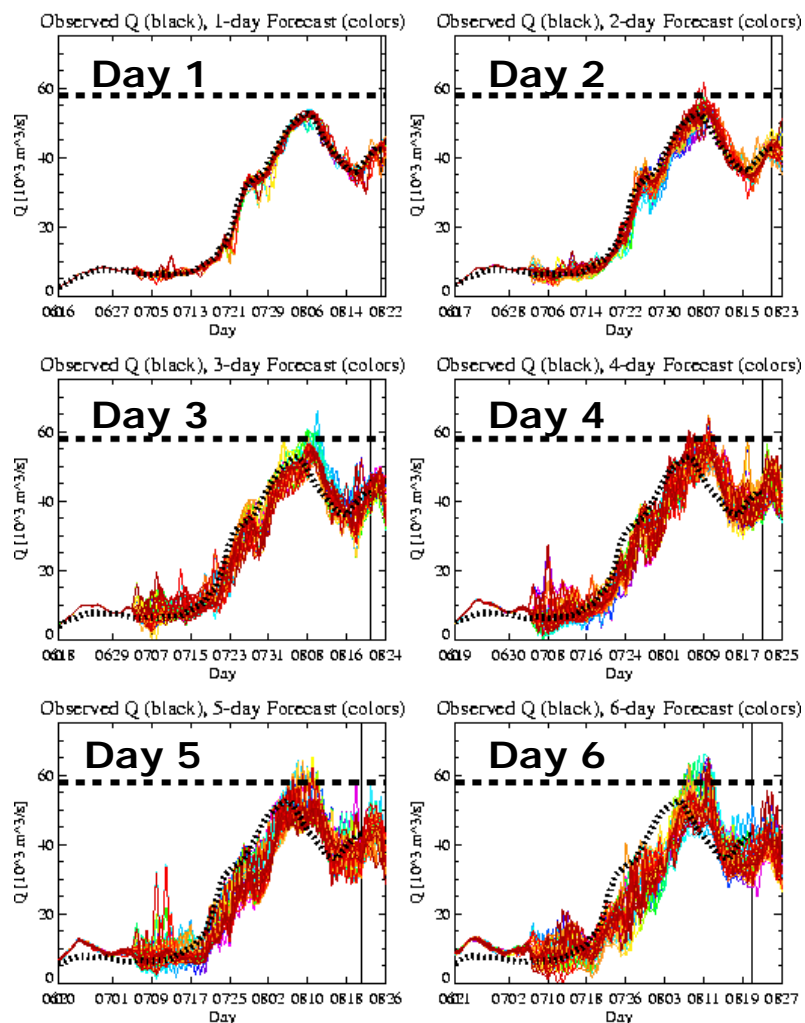 Observed Q (black), 1-day Forecast (colors)
Day 1
60
40
20
0
Q [10^3 m^3/s]
0627 0705 0713 0721 0729 0806 0814 0822
Day
Observed Q (black), 2-day Forecast (colors)
Day 2
60
40
20
0
Q [10^3 m^3/s]
0628 0706 0714 0722 0730 0807 0815 0823
Day
Observed Q (black), 3-day Forecast (colors)
Day 3
60
40
20
0
Q [10^3 m^3/s]
0629 0707 0715 0723 0731 0808 0816 0824
Day
Observed Q (black), 4-day Forecast (colors)
Day 4
60
40
20
0
Q [10^3 m^3/s]
0630 0708 0716 0724 0801 0809 0817 0825
Day
Observed Q (black), 5-day Forecast (colors)
Day 5
60
40
20
0
Q [10^3 m^3/s]
0701 0709 0717 0725 0802 0810 0818 0826
Day
Observed Q (black), 6-day Forecast (colors)
Day 6
60
40
20
0
Q [10^3 m^3/s]
0702 0710 0718 0726 0803 0811 0819 0827
Day